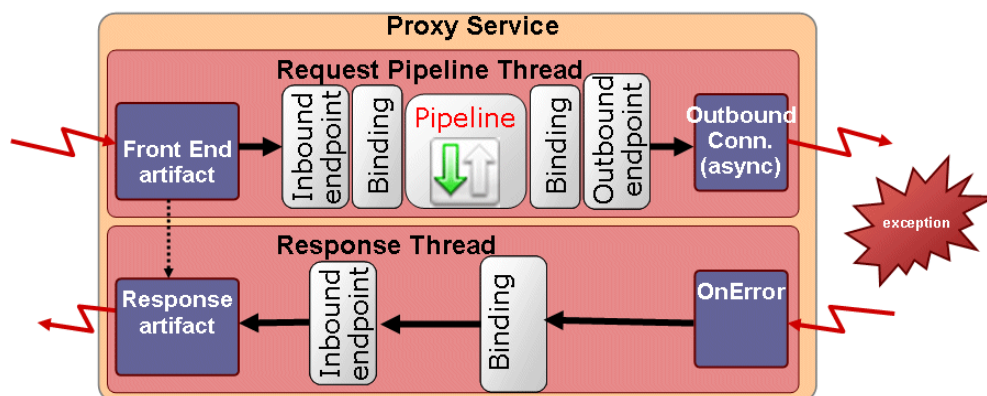 Proxy Service
Request Pipeline Thread
Front End
artifact
Inbound
endpoint
Binding
Pipeline
Binding
Outbound
endpoint
Outbound
Conn.
(async)
exception
Response Thread
Response
artifact
Inbound
endpoint
Binding
OnError